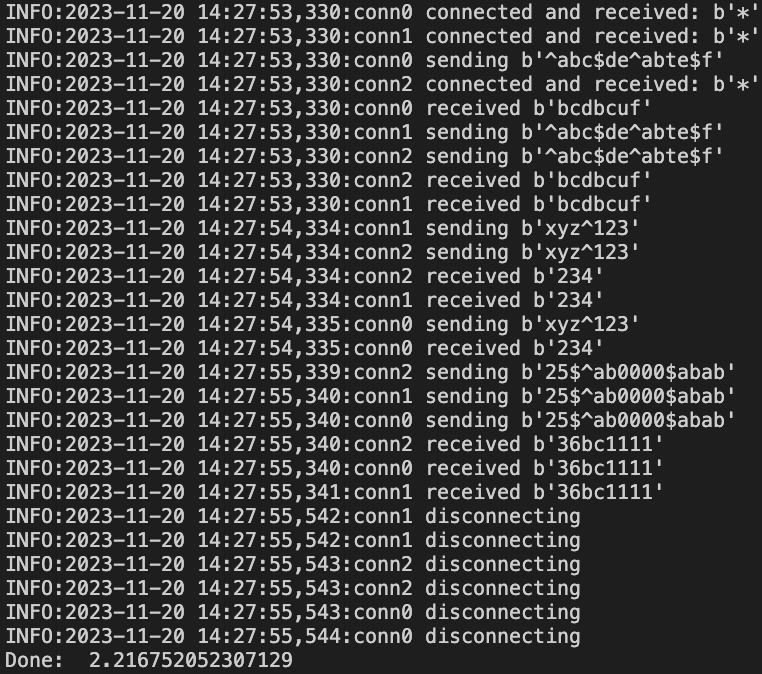 INFO:2023-11-20 14:27:53,330:conn0 connected and received: b'*'
INFO:2023-11-20 14:27:53,330:conn1 connected and received: b'*'
INFO:2023-11-20 14:27:53,330:conn0 sending b'^abc$de^abte$f'
INFO:2023-11-20 14:27:53,330:conn2 connected and received: b'*'
INFO:2023-11-20 14:27:53,330:conn0 received b'bcdbcuf'
INFO:2023-11-20 14:27:53,330:conn1 sending b'^abc$de^abte$f'
INFO:2023-11-20 14:27:53,330:conn2 sending b'^abc$de^abte$f'
INFO:2023-11-20 14:27:53,330:conn2 received b'bcdbcuf'
INFO:2023-11-20 14:27:53,330:conn1 received b'bcdbcuf'
INFO:2023-11-20 14:27:54,334:conn1 sending b'xyz^123'
INFO:2023-11-20 14:27:54,334:conn2 sending b'xyz^123'
INFO:2023-11-20 14:27:54,334:conn2 received b'234'
INFO:2023-11-20 14:27:54,334:conn1 received b'234'
INFO:2023-11-20 14:27:54,335:conn0 sending b'xyz^123'
INFO:2023-11-20 14:27:54,335:conn0 received b'234'
INFO:2023-11-20 14:27:55,339:conn2 sending b'25$^ab0000$abab'
INFO:2023-11-20 14:27:55,340:conn1 sending b'25$^ab0000$abab'
INFO:2023-11-20 14:27:55,340:conn0 sending b'25$^ab0000$abab'
INFO:2023-11-20 14:27:55,340:conn2 received b'36bc1111'
INFO:2023-11-20 14:27:55,340:conn0 received b'36bc1111'
INFO:2023-11-20 14:27:55,341:conn1 received b'36bc1111'
INFO:2023-11-20 14:27:55,542:conn1 disconnecting
INFO:2023-11-20 14:27:55,542:conn1 disconnecting
INFO:2023-11-20 14:27:55,543:conn2 disconnecting
INFO:2023-11-20 14:27:55,543:conn2 disconnecting
INFO:2023-11-20 14:27:55,543:conn0 disconnecting
INFO:2023-11-20 14:27:55,544:conn0 disconnecting
Done:  2.216752052307129